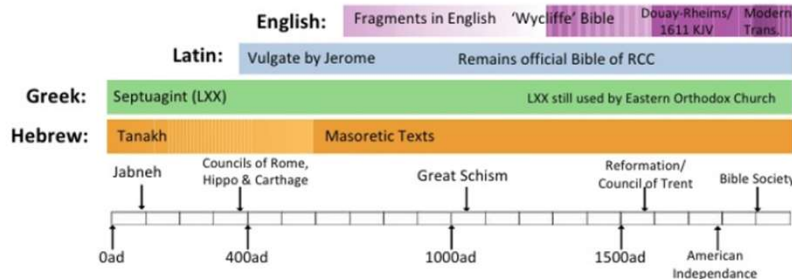 English: Fragments in English 'Wycliffe' Bible Douay-Rheims/ 1611 KJV Modern Trans.
Latin: Vulgate by Jerome Remains official Bible of RCC
Greek: Septuagint (LXX) LXX still used by Eastern Orthodox Church
Hebrew: Tanakh Masoretic Texts
Jabneh
Councils of Rome,
Hippo & Carthage
Great Schism
Reformation/
Council of Trent
Bible Society
0ad 400ad 1000ad 1500ad
American
Independance